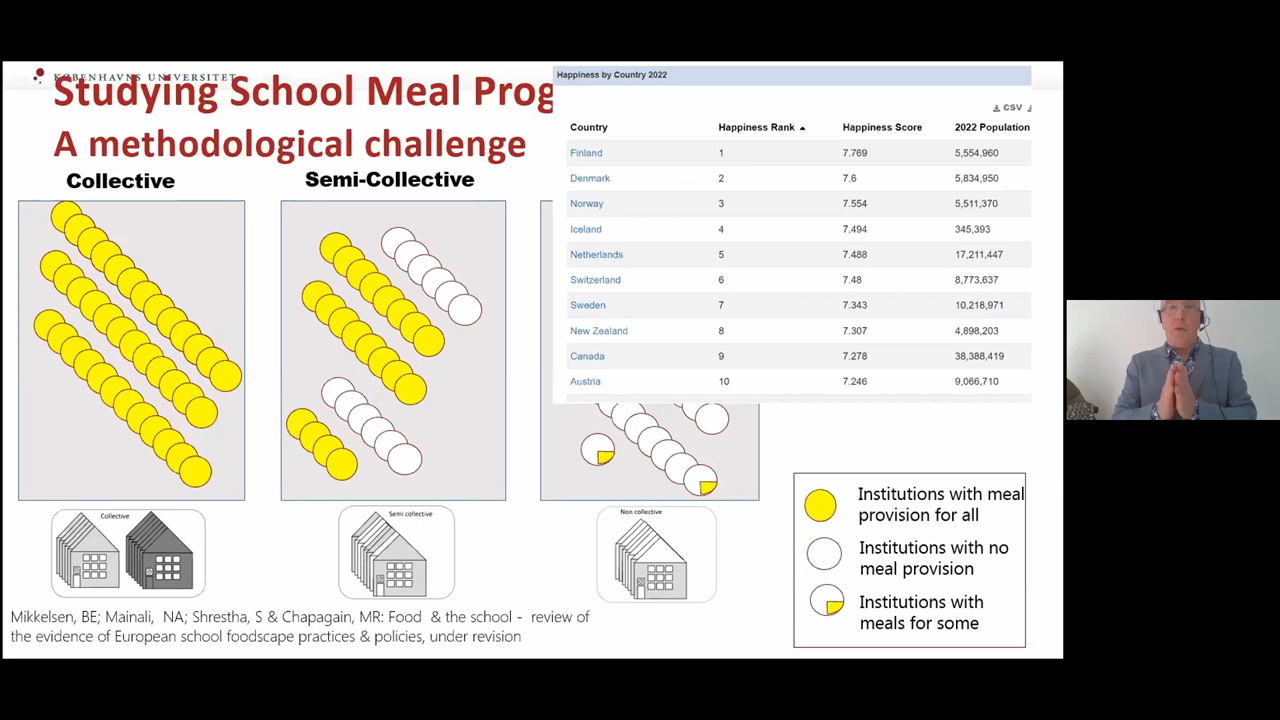 KØBENHAVNS UNIVERSITET
Studying School Meal Prog
A methodological challenge
Collective
Semi-Collective
Happiness by Country 2022
CSV
Country Happiness Rank Happiness Score 2022 Population
Finland 1 7.769 5,554,960
Denmark 2 7.6 5,834,950
Norway 3 7.554 5,511,370
Iceland 4 7.494 345,393
Netherlands 5 7.488 17,211,447
Switzerland 6 7.48 8,773,637
Sweden 7 7.343 10,218,971
New Zealand 8 7.307 4,898,203
Canada 9 7.278 38,388,419
Austria 10 7.246 9,066,710
Collective
Semi collective
Non collective
Institutions with meal
provision for all
Institutions with no
meal provision
Institutions with
meals for some
Mikkelsen, BE; Mainali, NA; Shrestha, S & Chapagain, MR: Food & the school - review of
the evidence of European school foodscape practices & policies, under revision